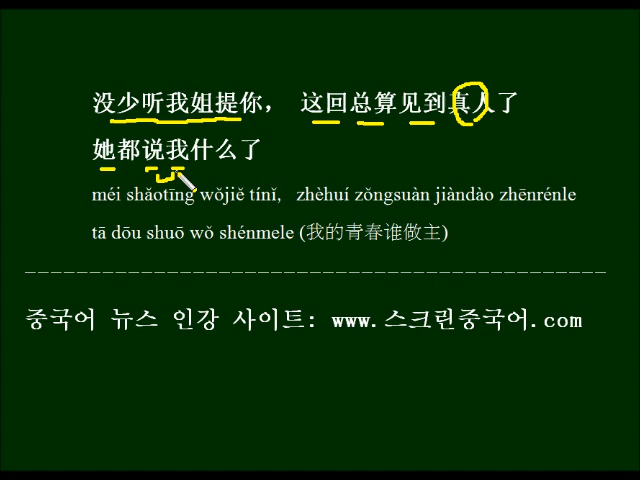 没少听我姐提你， 这回总算见到真人了
她都说我什么了
méi shǎotīng wǒjiě tínǐ, zhèhuí zǒngsuàn jiàndào zhēnrénle
tā dōu shuō wǒ shénmele (我的青春谁做主)
중국어 뉴스 인강 사이트: www.스크린중국어.com